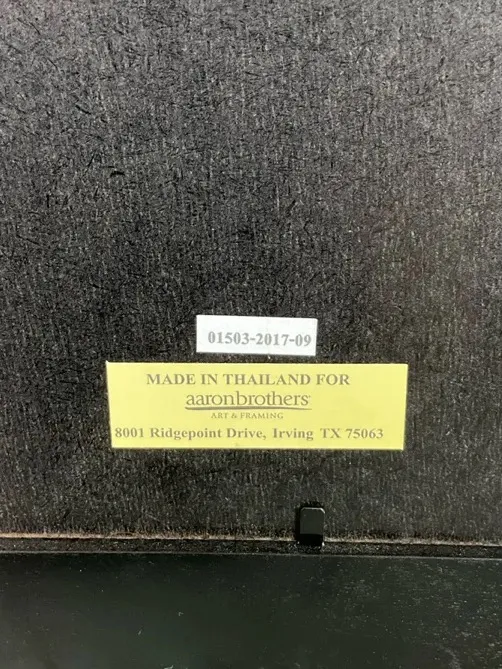 01503-2017-09
MADE IN THAILAND FOR
aaronbrothers
ART & FRAMING
8001 Ridgepoint Drive, Irving TX 75063